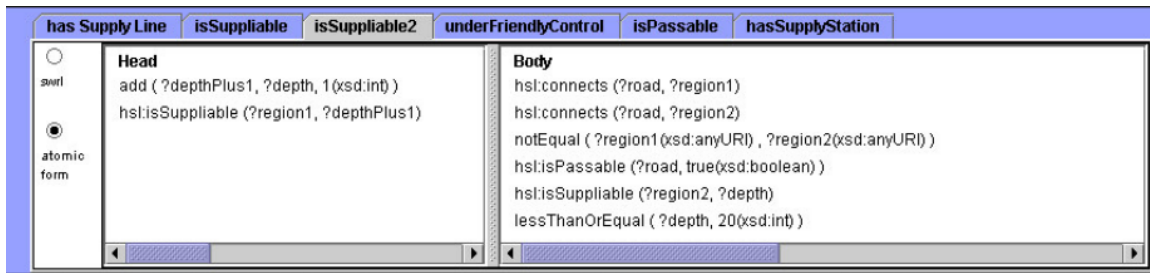 has Supply Line isSuppliable isSuppliable2 underFriendlyControl isPassable hasSupplyStation
swrl
atomic
form
Head
add ( ?depthPlus1, ?depth, 1(xsd:int) )
hsl:isSuppliable (?region1, ?depthPlus1)
Body
hsl:connects (?road, ?region1)
hsl:connects (?road, ?region2)
notEqual ( ?region1(xsd:anyURI) , ?region2(xsd:anyURI) )
hsl:isPassable (?road, true(xsd:boolean) )
hsl:isSuppliable (?region2, ?depth)
lessThanOrEqual ( ?depth, 20(xsd:int) )